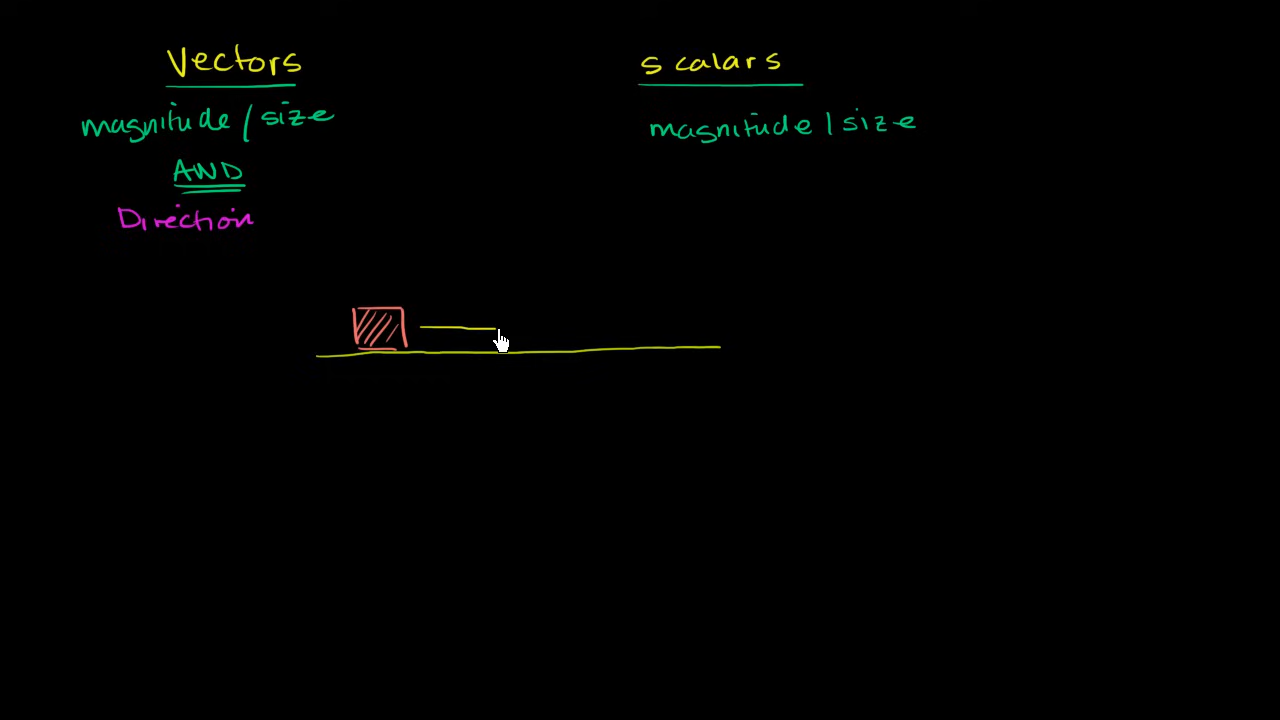 Vectors
magnitude / size
AND
Direction
scalars
magnitude / size